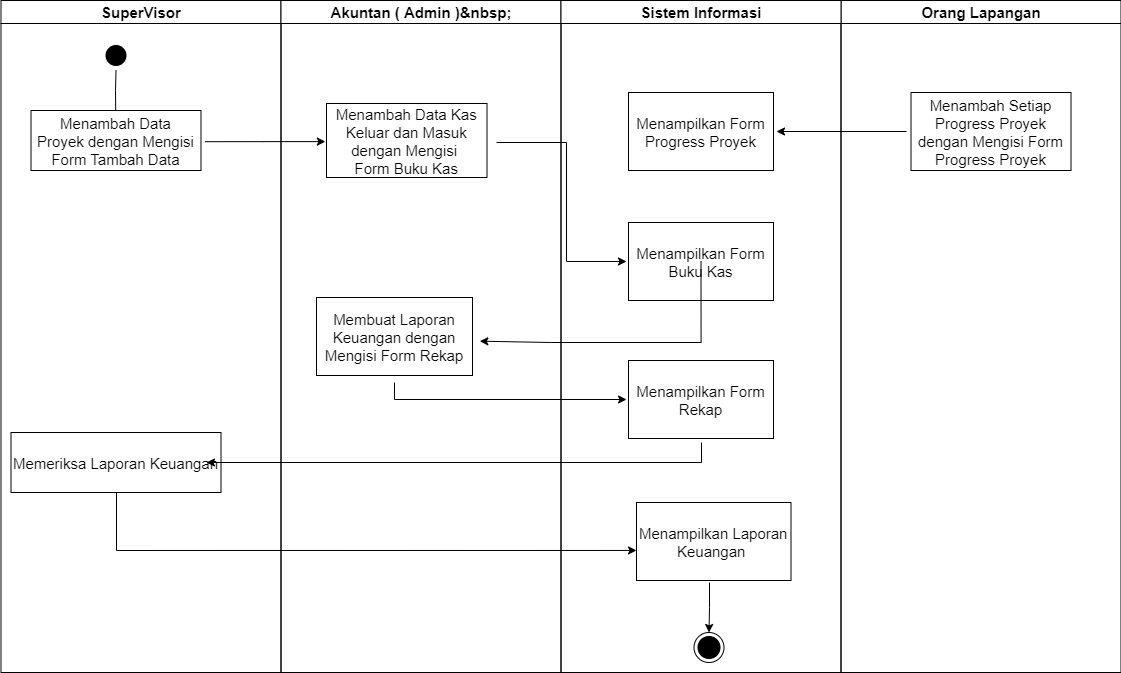 SuperVisor
Akuntan ( Admin )&nbsp;
Sistem Informasi
Orang Lapangan
Menambah Data
Proyek dengan Mengisi
Form Tambah Data
Menambah Data Kas
Keluar dan Masuk
dengan Mengisi
Form Buku Kas
Menampilkan Form
Progress Proyek
Menambah Setiap
Progress Proyek
dengan Mengisi Form
Progress Proyek
Menampilkan Form
Buku Kas
Membuat Laporan
Keuangan dengan
Mengisi Form Rekap
Menampilkan Form
Rekap
Memeriksa Laporan Keuangan
Menampilkan Laporan
Keuangan